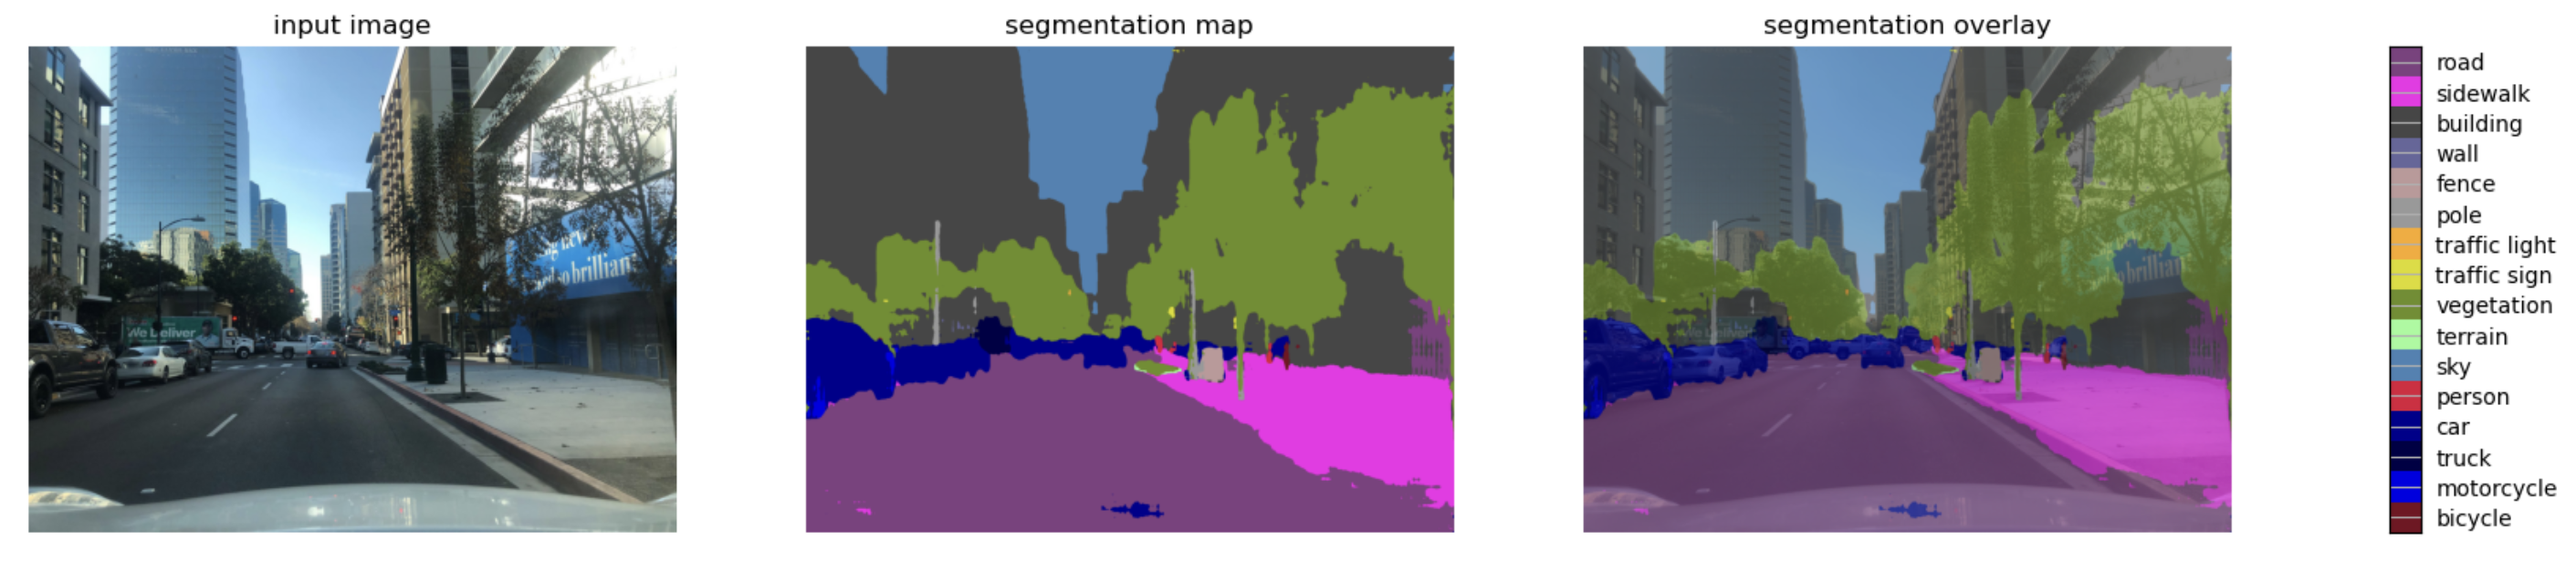 input image
segmentation map
segmentation overlay
We Deliver
brilliant
brilliant
road
sidewalk
building
wall
fence
pole
traffic light
traffic sign
vegetation
terrain
sky
person
car
truck
motorcycle
bicycle